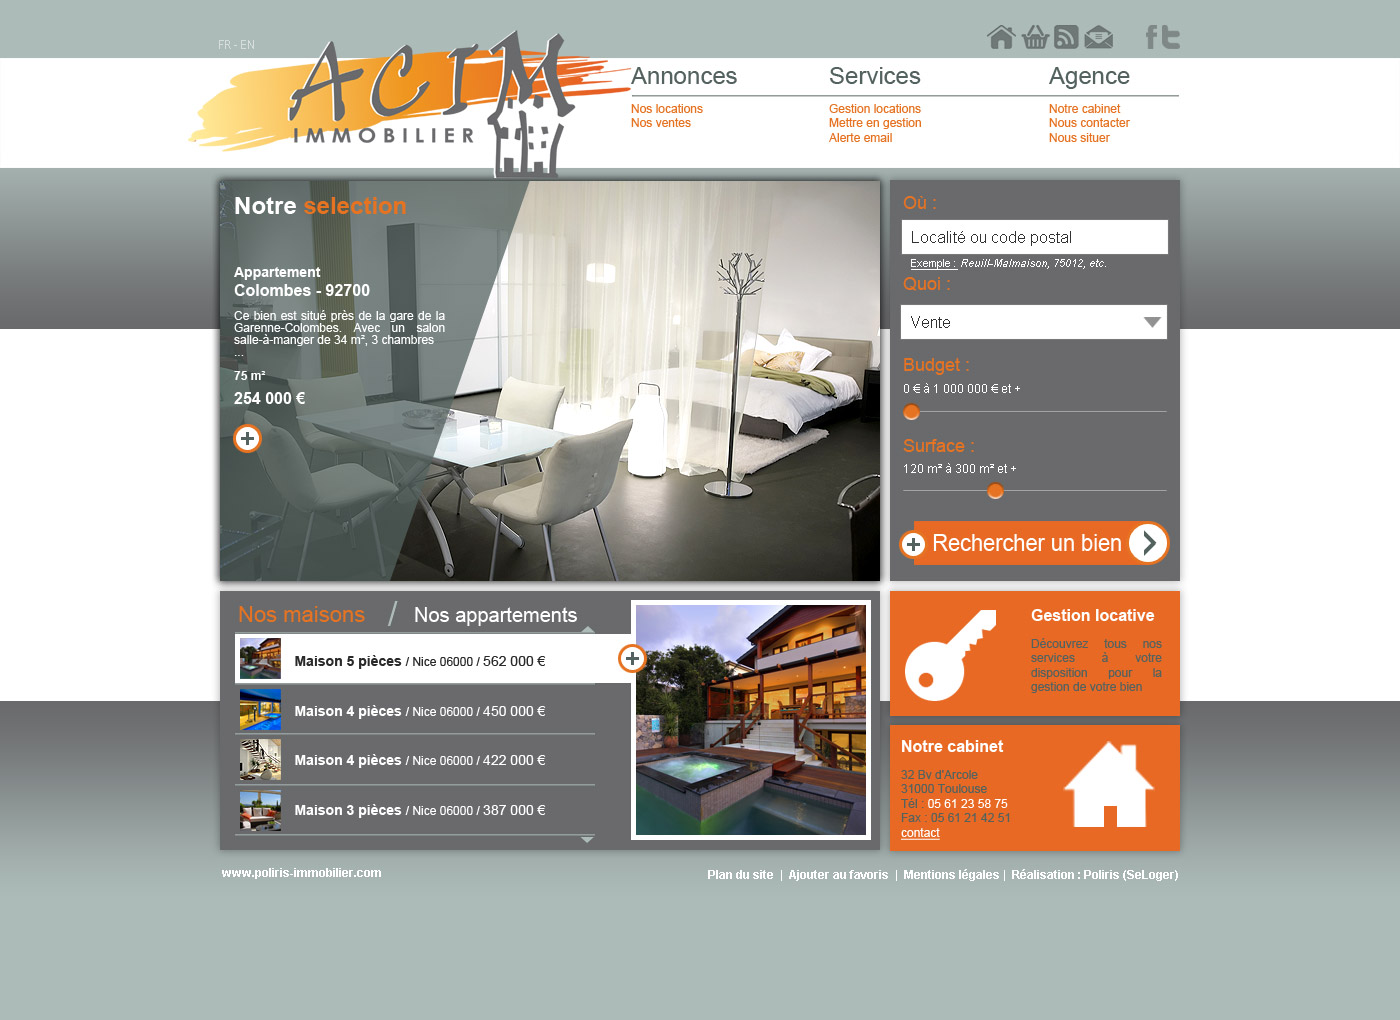 FR - EN
ACIM
IMMOBILIER
Annonces
Nos locations
Nos ventes
Services
Gestion locations
Mettre en gestion
Alerte email
Agence
Notre cabinet
Nous contacter
Nous situer
Notre selection
Appartement
Colombes - 92700
Ce bien est situé près de la gare de la
Garenne-Colombes. Avec un salon
salle-à-manger de 34 m², 3 chambres
...
75 m²
254 000 €
Où :
Localité ou code postal
Exemple : Reuill-Malmaison, 75012, etc.
Quoi :
Vente
Budget :
0 € à 1 000 000 € et +
Surface :
120 m² à 300 m² et +
Rechercher un bien
Nos maisons / Nos appartements
Maison 5 pièces / Nice 06000 / 562 000 €
Maison 4 pièces / Nice 06000 / 450 000 €
Maison 4 pièces / Nice 06000 / 422 000 €
Maison 3 pièces / Nice 06000 / 387 000 €
Gestion locative
Découvrez tous nos
services à votre
disposition pour la
gestion de votre bien
Notre cabinet
32 Bv d'Arcole
31000 Toulouse
Tél : 05 61 23 58 75
Fax : 05 61 21 42 51
contact
www.poliris-immobilier.com
Plan du site | Ajouter au favoris | Mentions légales | Réalisation : Poliris (SeLoger)